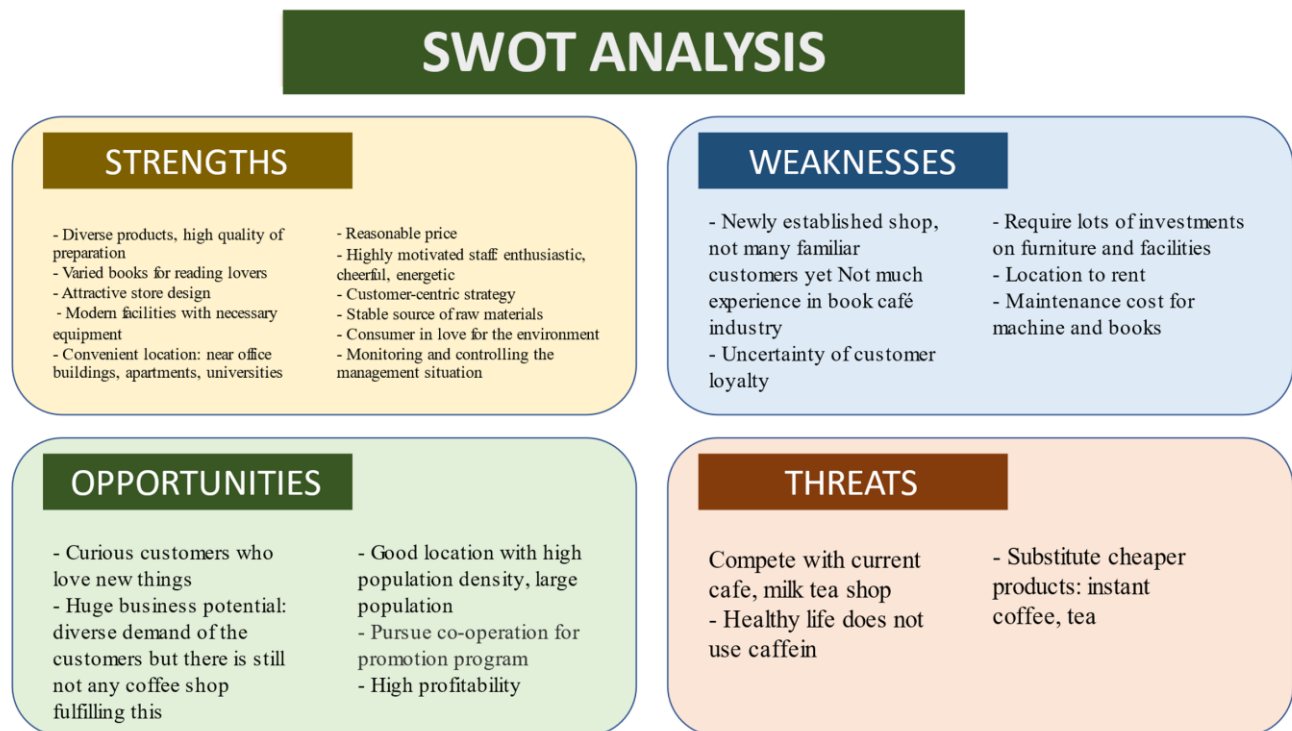 SWOT ANALYSIS
STRENGTHS
- Diverse products, high quality of
preparation
- Varied books for reading lovers
- Attractive store design
- Modern facilities with necessary
equipment
- Convenient location: near office
buildings, apartments, universities
- Reasonable price
- Highly motivated staff enthusiastic,
cheerful, energetic
- Customer-centric strategy
- Stable source of raw materials
- Consumer in love for the environment
- Monitoring and controlling the
management situation
WEAKNESSES
- Newly established shop,
not many familiar
customers yet Not much
experience in book café
industry
- Uncertainty of customer
loyalty
- Require lots of investments
on furniture and facilities
- Location to rent
- Maintenance cost for
machine and books
OPPORTUNITIES
- Curious customers who
love new things
- Huge business potential:
diverse demand of the
customers but there is still
not any coffee shop
fulfilling this
- Good location with high
population density, large
population
- Pursue co-operation for
promotion program
- High profitability
THREATS
Compete with current
cafe, milk tea shop
- Healthy life does not
use caffein
- Substitute cheaper
products: instant
coffee, tea